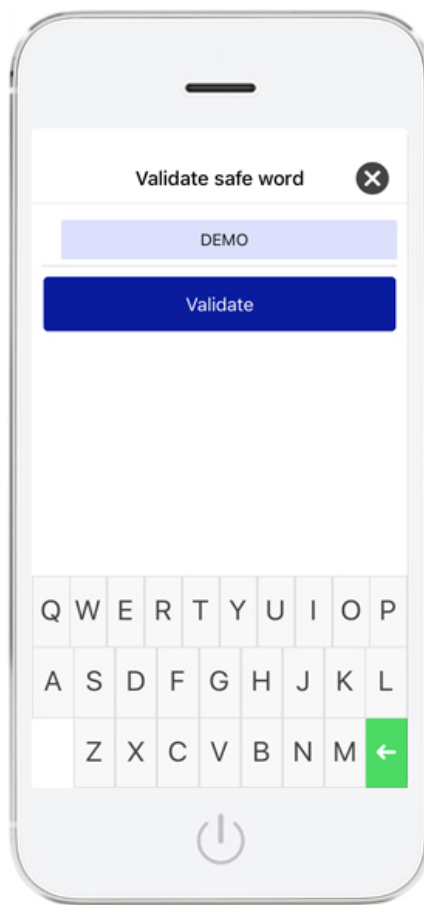 Validate safe word
DEMO
Validate
Q W E R T Y U I O P
A S D F G H J K L
Z X C V B N M